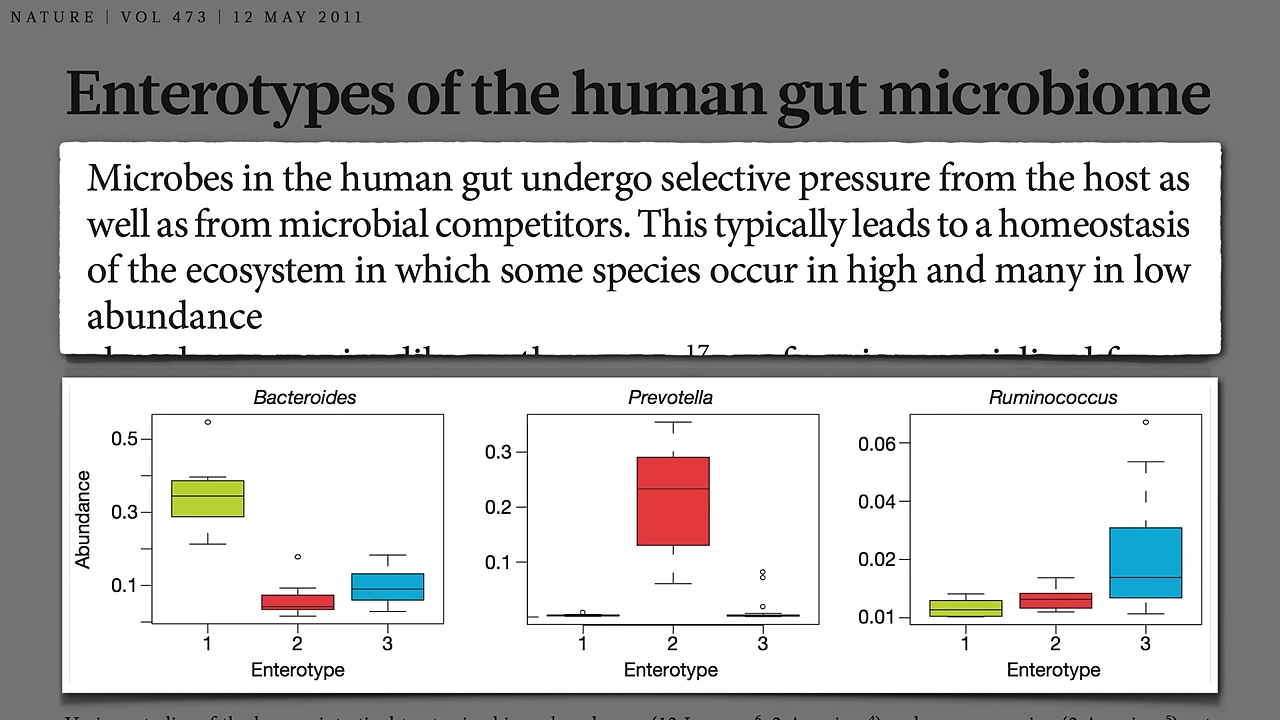 NATURE | VOL 473 | 12 MAY 2011
Enterotypes of the human gut microbiome
Microbes in the human gut undergo selective pressure from the host as
well as from microbial competitors. This typically leads to a homeostasis
of the ecosystem in which some species occur in high and many in low
abundance
17
Bacteroides
Prevotella
Ruminococcus
Abundance
0.5
0.3
0.1
0.3
0.2
0.1
0.06
0.04
0.02
0.01
1 2 3
1 2 3
1 2 3
Enterotype
Enterotype
Enterotype